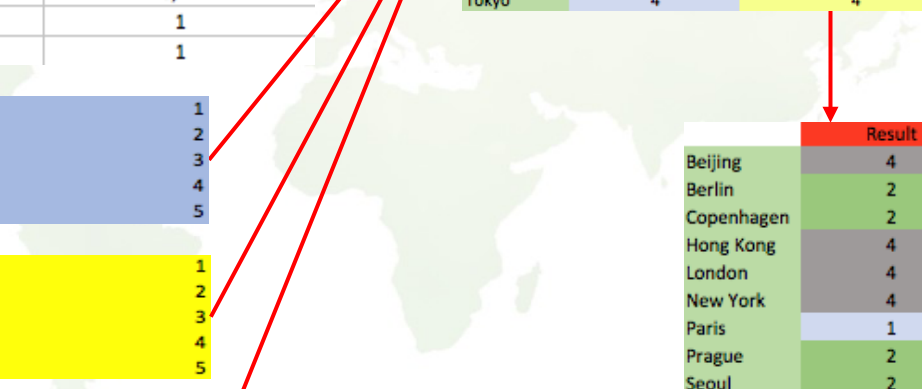 1
1
Tokyo 4 4
1
2
3
4
5
1
2
3
4
5
Result
Beijing 4
Berlin 2
Copenhagen 2
Hong Kong 4
London 4
New York 4
Paris 1
Prague 2
Seoul 2